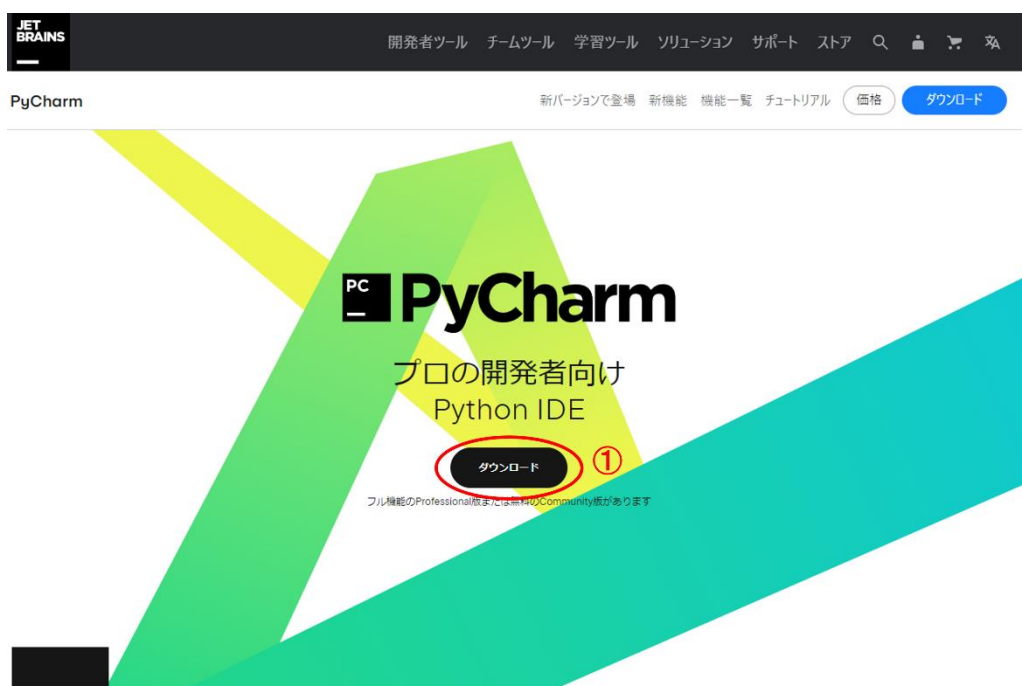 JET
BRAINS
開発者ツール チームツール 学習ツール ソリューション サポート ストア
PyCharm
新バージョンで登場 新機能 機能一覧 チュートリアル 価格 ダウンロード
PC PyCharm
プロの開発者向け
Python IDE
ダウンロード ①
フル機能のProfessional版または無料のCommunity版があります